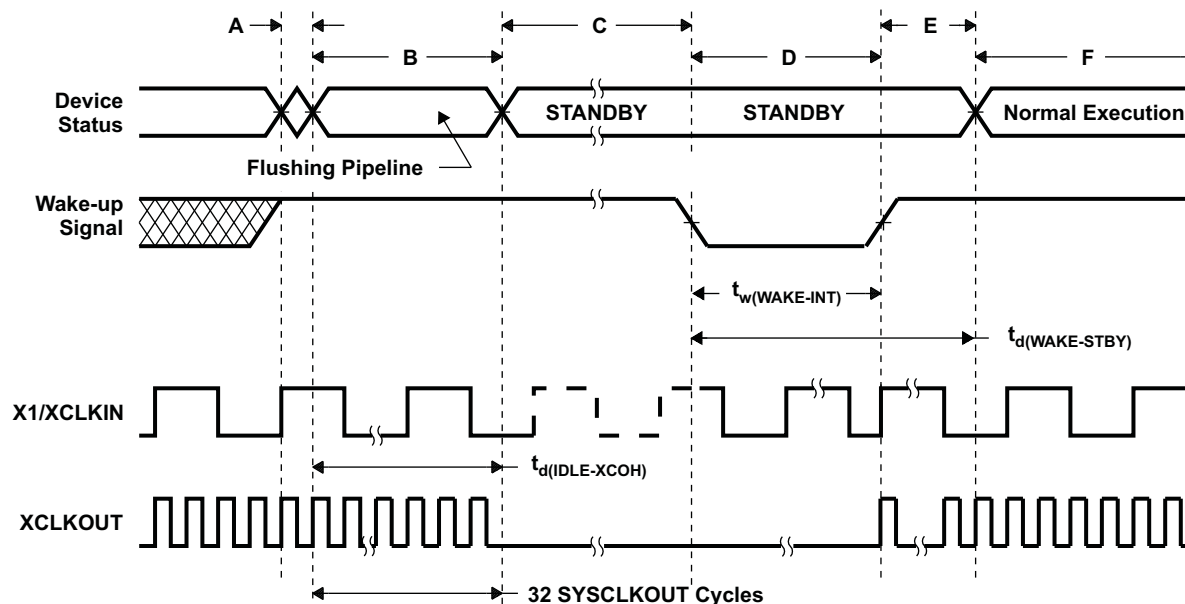 A
B
C
D
E
F
Device
Status
STANDBY
STANDBY
Normal Execution
Flushing Pipeline
Wake-up
Signal
tw(WAKE-INT)
td(WAKE-STBY)
X1/XCLKIN
td(IDLE-XCOH)
XCLKOUT
32 SYSCLKOUT Cycles